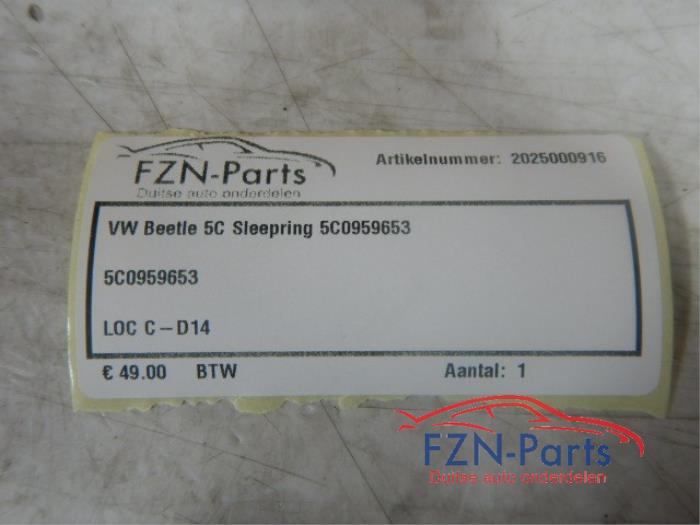 FZN-Parts
Duitse auto onderdelen
Artikelnummer: 2025000916
VW Beetle 5C Sleepring 5C0959653
5C0959653
LOC C-D14
€ 49.00 BTW
Aantal: 1
FZN-Parts
Duitse auto onderdelen